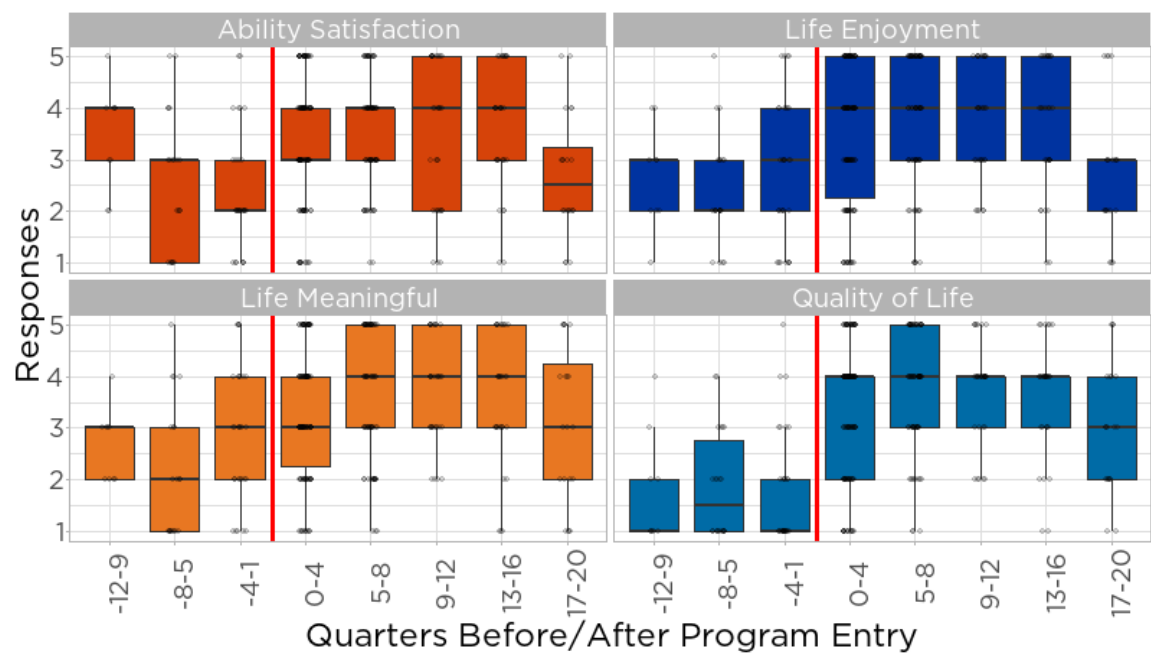 Ability Satisfaction Life Enjoyment
5
4
3
2
1
Life Meaningful Quality of Life
5
4
3
2
1
Responses
-12-9 -8-5 -4-1 0-4 5-8 9-12 13-16 17-20 -12-9 -8-5 -4-1 0-4 5-8 9-12 13-16 17-20
Quarters Before/After Program Entry